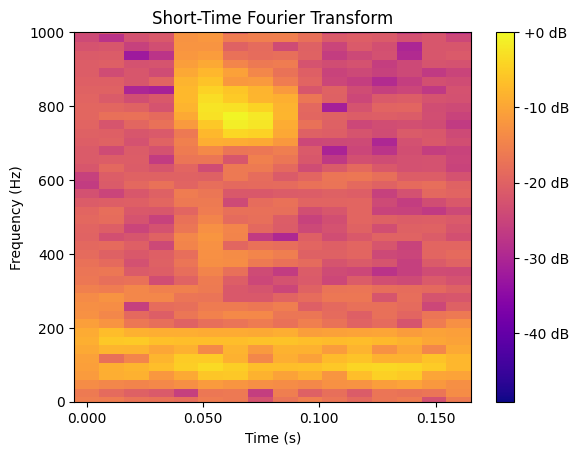 Short-Time Fourier Transform
1000
800
600
400
200
0
Frequency (Hz)
0.000
0.050
0.100
0.150
Time (s)
+0 dB
-10 dB
-20 dB
-30 dB
-40 dB